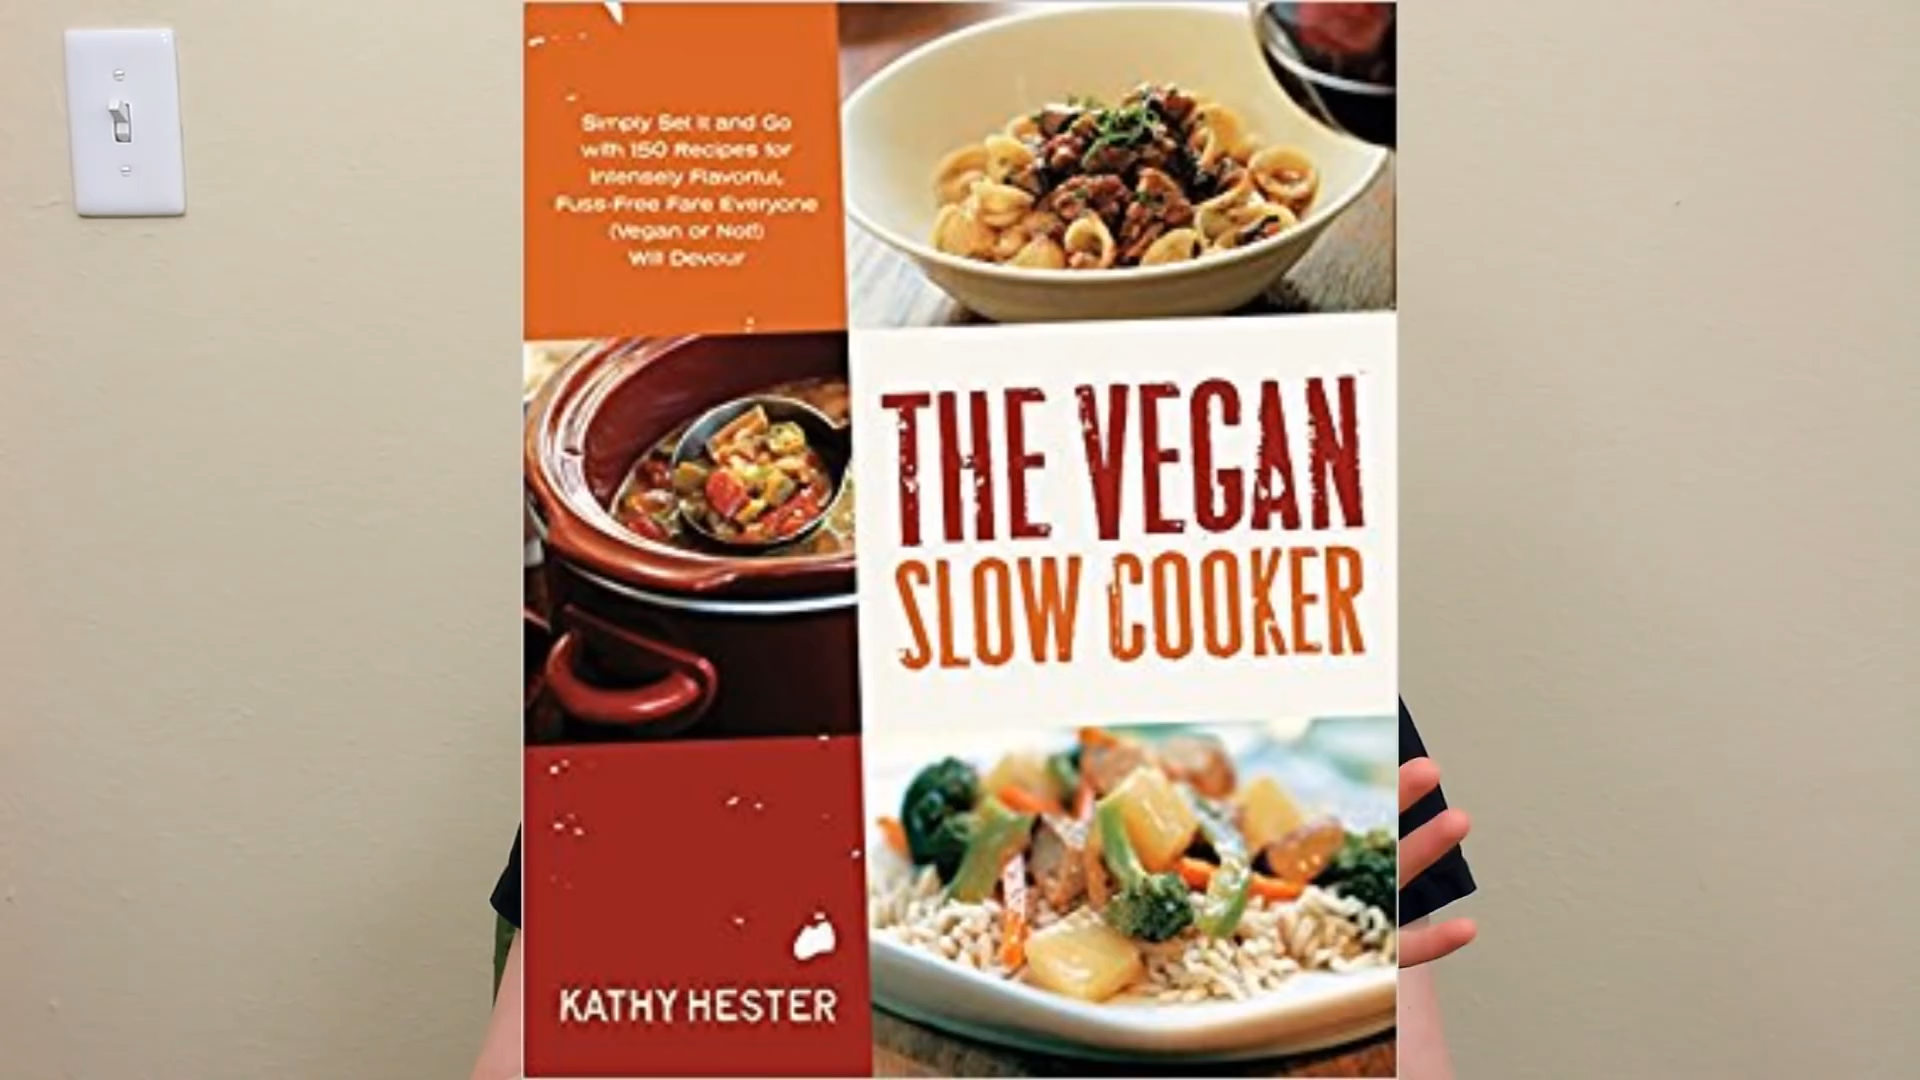 Simply Set It and Go
with 150 Recipes for
Intensely Flavorful,
Fuss-Free Fare Everyone
(Vegan or Not!)
Will Devour
THE VEGAN
SLOW COOKER
KATHY HESTER